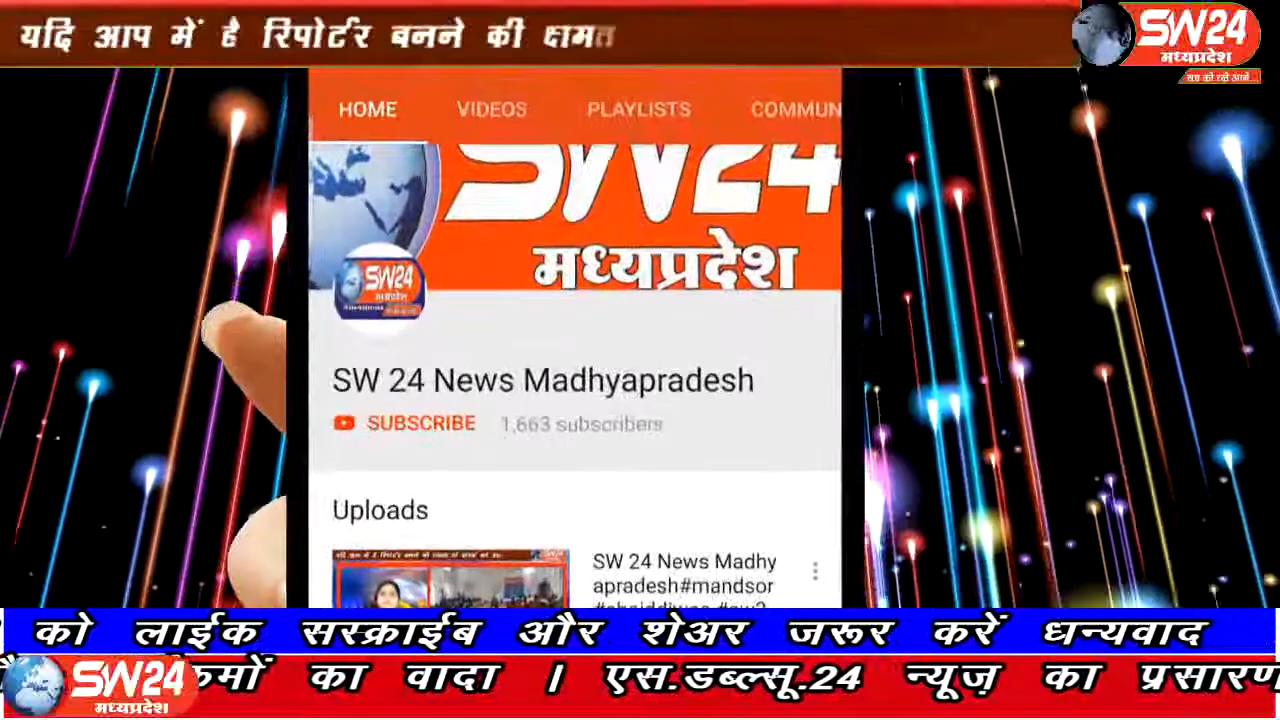 यदि आप में है रिपोर्टर बनने की क्षमत
SW24
मध्यप्रदेश
HOME VIDEOS PLAYLISTS COMMUN
SW24
मध्यप्रदेश
SW24
SW 24 News Madhyapradesh
SUBSCRIBE 1,663 subscribers
Uploads
SW 24 News Madhy
apradesh#mandsor
को लाईक सस्क्राईब और शेअर जरूर करें धन्यवाद
का वादा । एस.डब्ल्सू.24 न्यूज़ का प्रसारण
SW24
मध्यप्रदेश